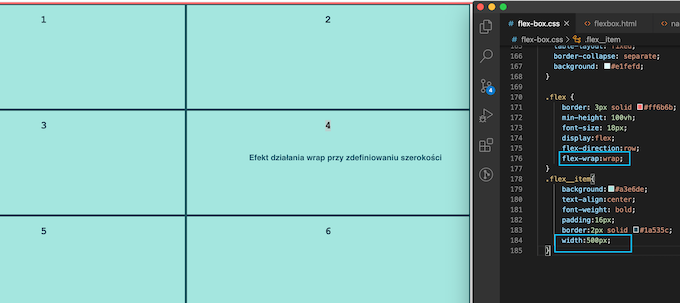 1
2
3
4
Efekt działania wrap przy zdefiniowaniu szerokości
5
6
flex-box.css
flexbox.html
na
flex-box.css > .flex__item
165 table-layout: fixed;
166 border-collapse: separate;
167 background: #e1fefd;
168 }
170 .flex {
171 border: 3px solid #ff6b6b;
172 min-height: 100vh;
173 font-size: 18px;
174 display:flex;
175 flex-direction:row;
176 flex-wrap:wrap;
177 }
178 .flex__item{
179 background:#a3e6de;
180 text-align:center;
181 font-weight: bold;
182 padding:16px;
183 border:2px solid #1a535c;
184 width:500px;
185 }
4